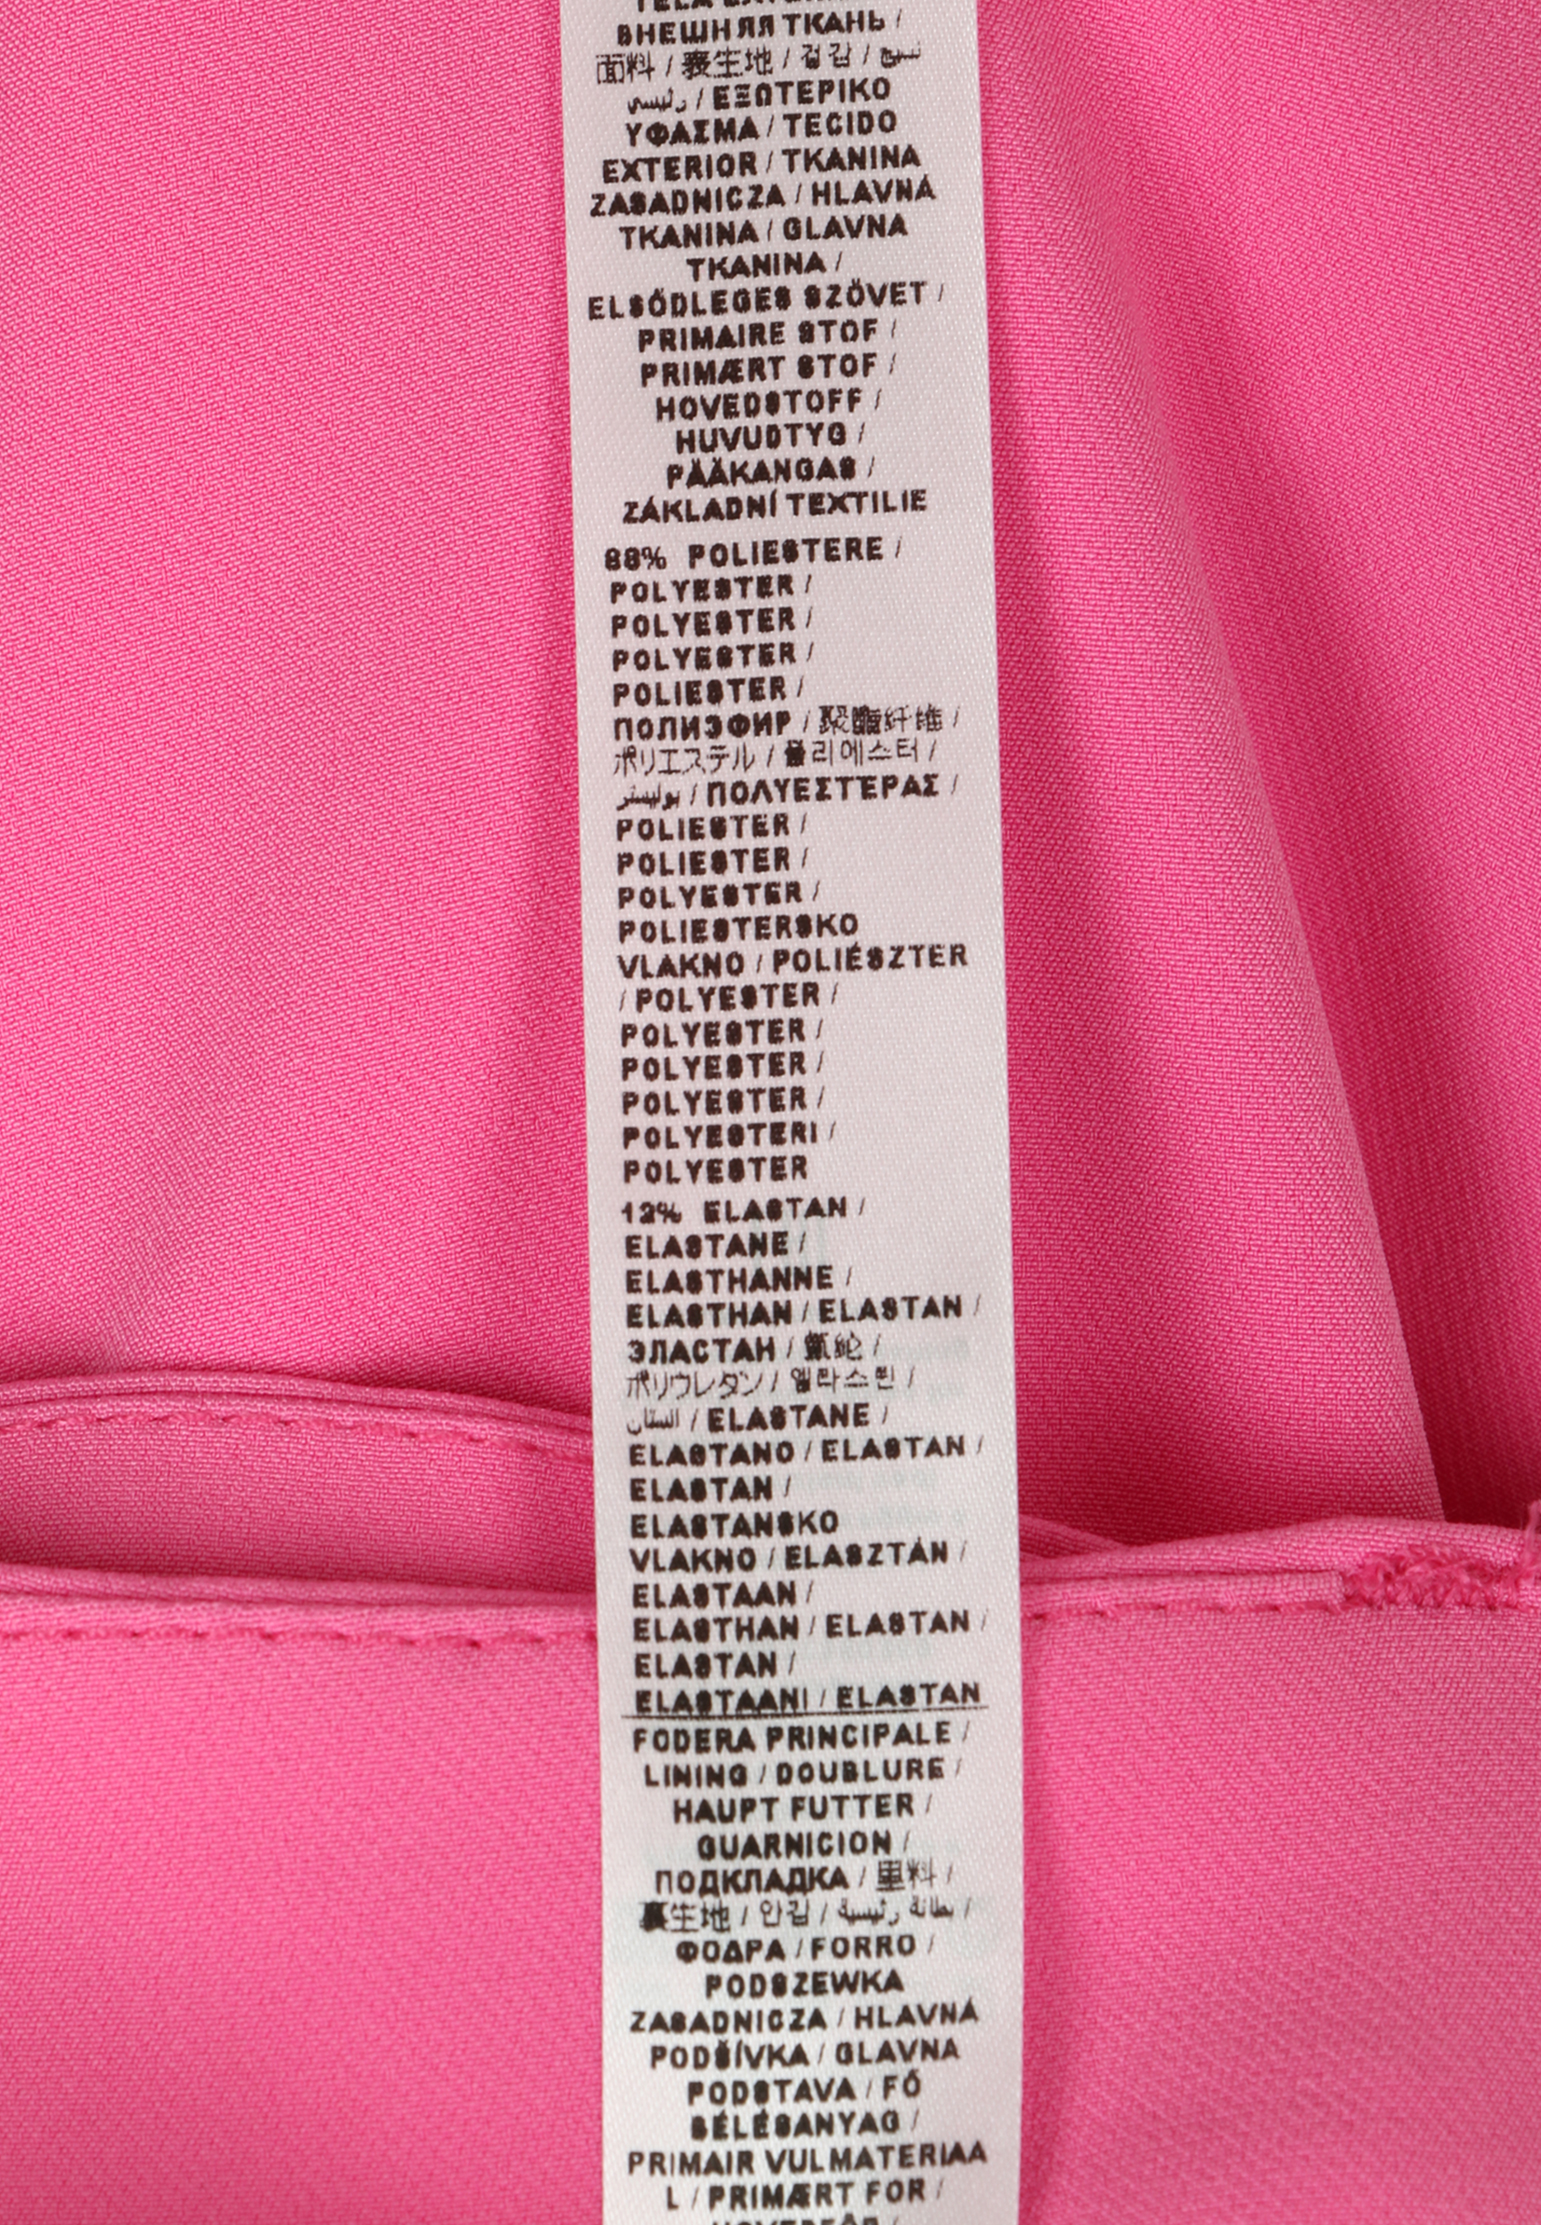 ВНЕШНЯЯ ТКАНЬ /
面料 / 表生地 / 겉감 / نسيج
رئيسي / ΕΞΩΤΕΡΙΚΟ
ΥΦΑΣΜΑ / TECIDO
EXTERIOR / TKANINA
ZASADNICZA / HLAVNÁ
TKANINA / GLAVNA
TKANINA /
ELSŐDLEGES SZÖVET /
PRIMAIRE STOF /
PRIMÆRT STOF /
HOVEDSTOFF /
HUVUDTYG /
PÄÄKANGAS /
ZÁKLADNÍ TEXTILIE
88% POLIESTERE /
POLYESTER /
POLYESTER /
POLYESTER /
POLIESTER /
ПОЛИЭФИР / 聚酯纤维 /
ポリエステル / 폴리에스터 /
بوليستر / ΠΟΛΥΕΣΤΕΡΑΣ /
POLIESTER /
POLIESTER /
POLYESTER /
POLIESTERSKO
VLAKNO / POLIÉSZTER
/ POLYESTER /
POLYESTER /
POLYESTER /
POLYESTER /
POLYESTERI /
POLYESTER
12% ELASTAN /
ELASTANE /
ELASTHANNE /
ELASTHAN / ELASTAN /
ЭЛАСТАН / 氨纶 /
ポリウレタン / 엘라스틴 /
الستان / ELASTANE /
ELASTANO / ELASTAN /
ELASTAN /
ELASTANSKO
VLAKNO / ELASZTÁN /
ELASTAAN /
ELASTHAN / ELASTAN /
ELASTAN /
ELASTAANI / ELASTAN
FODERA PRINCIPALE /
LINING / DOUBLURE /
HAUPT FUTTER /
GUARNICION /
ПОДКЛАДКА / 里料 /
裏生地 / 안감 / بطانة رئيسية /
ΦΟΔΡΑ / FORRO /
PODSZEWKA
ZASADNICZA / HLAVNÁ
PODŠÍVKA / GLAVNA
PODSTAVA / FŐ
BÉLÉSANYAG /
PRIMAIR VULMATERIAA
L / PRIMÆRT FOR /